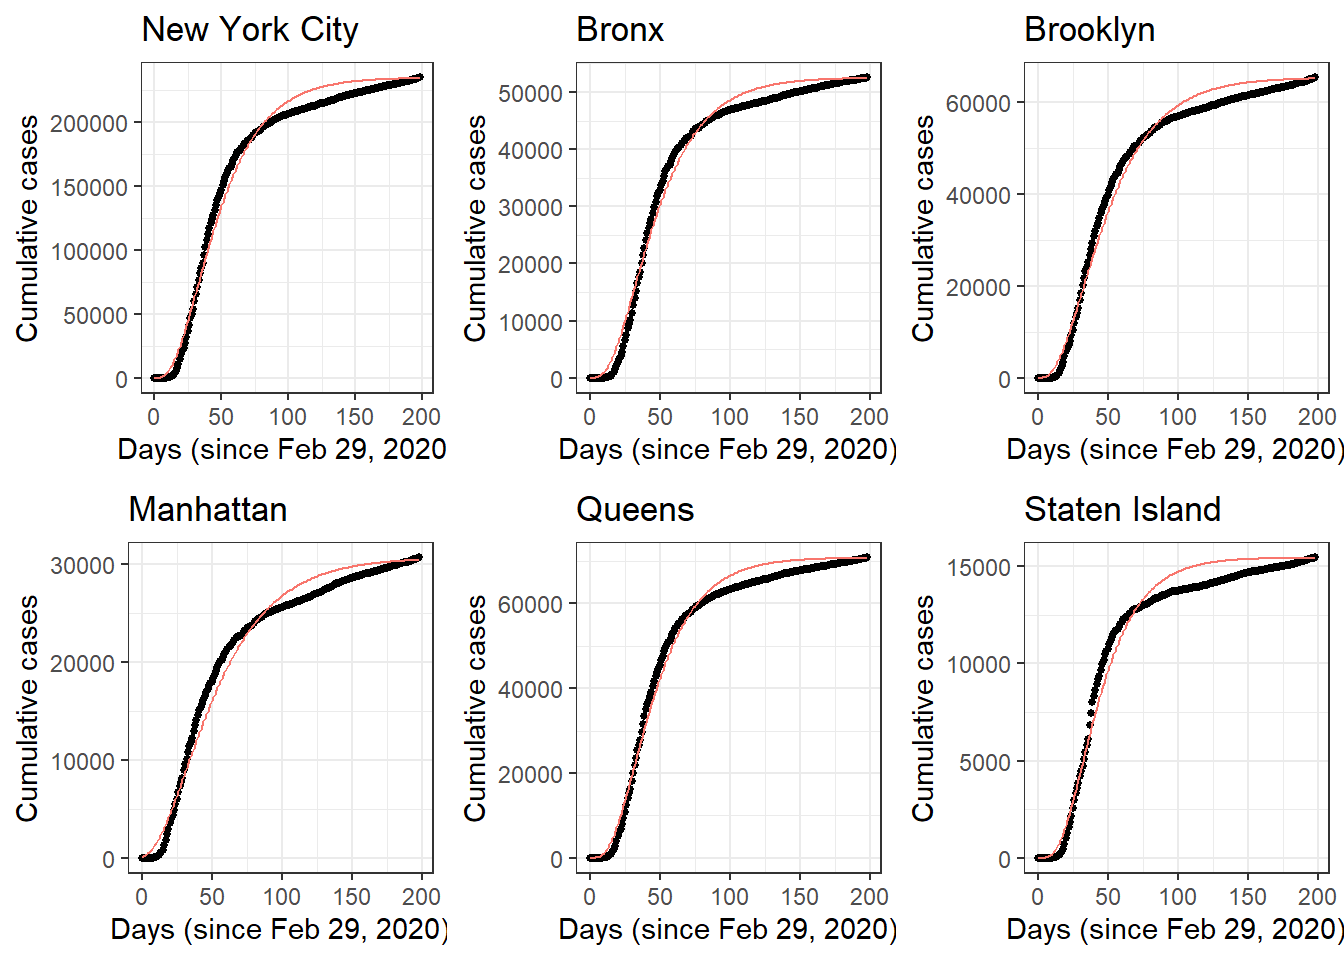 New York City
Cumulative cases
200000
150000
100000
50000
0
0 50 100 150 200
Days (since Feb 29, 2020
Bronx
Cumulative cases
50000
40000
30000
20000
10000
0
0 50 100 150 200
Days (since Feb 29, 2020)
Brooklyn
Cumulative cases
60000
40000
20000
0
0 50 100 150 200
Days (since Feb 29, 2020)
Manhattan
Cumulative cases
30000
20000
10000
0
0 50 100 150 200
Days (since Feb 29, 2020)
Queens
Cumulative cases
60000
40000
20000
0
0 50 100 150 200
Days (since Feb 29, 2020)
Staten Island
Cumulative cases
15000
10000
5000
0
0 50 100 150 200
Days (since Feb 29, 2020)